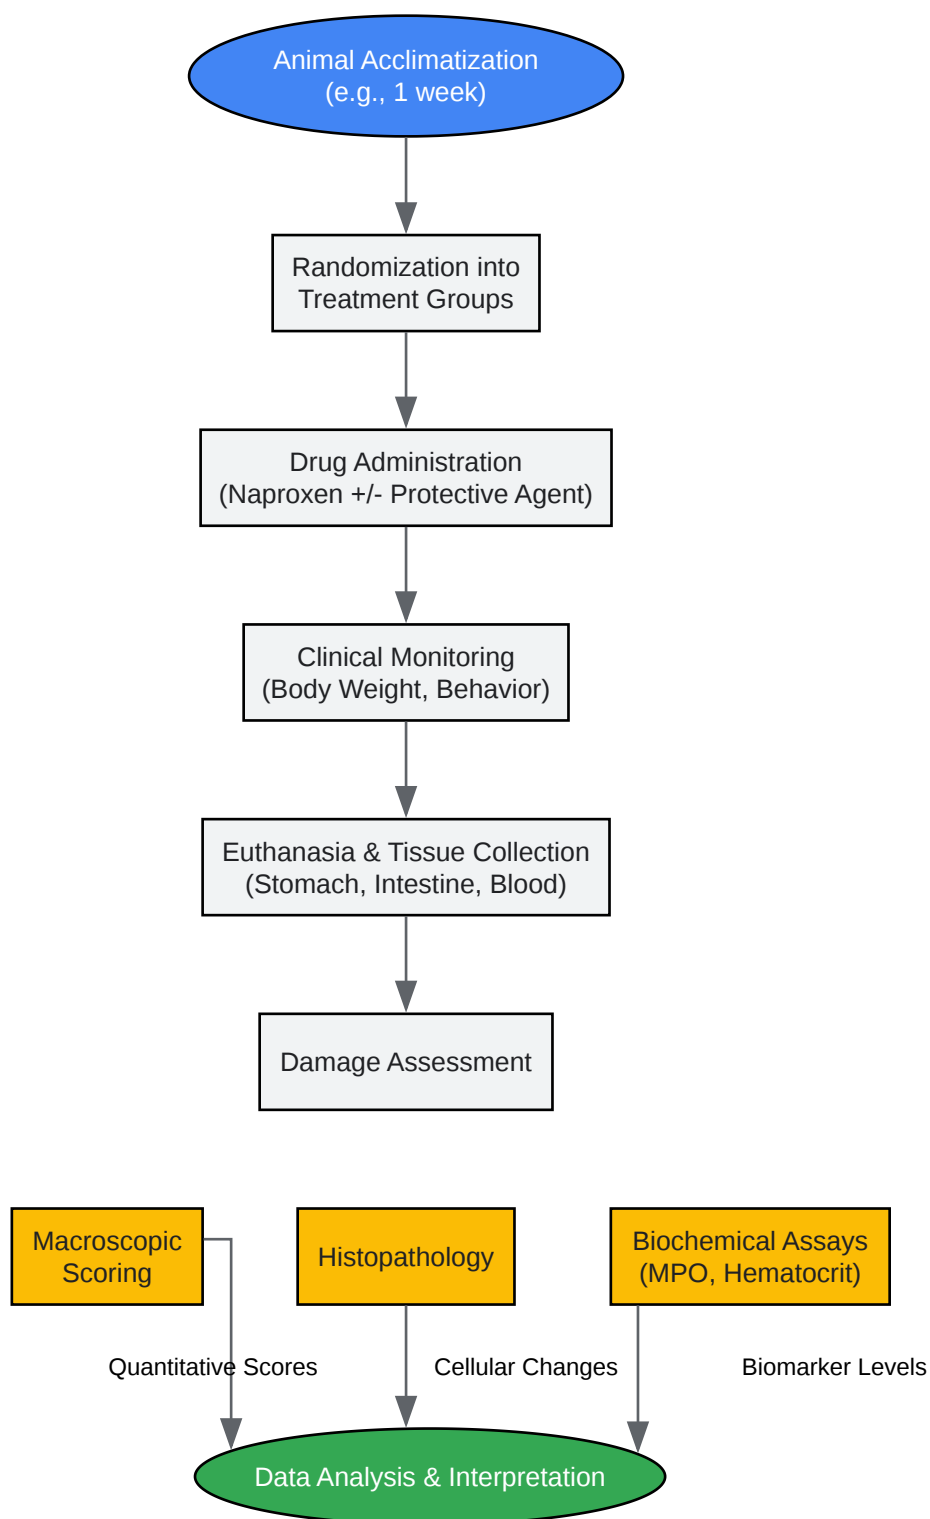 Animal Acclimatization
(e.g., 1 week)
Randomization into
Treatment Groups
Drug Administration
(Naproxen +/- Protective Agent)
Clinical Monitoring
(Body Weight, Behavior)
Euthanasia & Tissue Collection
(Stomach, Intestine, Blood)
Damage Assessment
Macroscopic
Scoring
Histopathology
Biochemical Assays
(MPO, Hematocrit)
Quantitative Scores
Cellular Changes
Biomarker Levels
Data Analysis & Interpretation